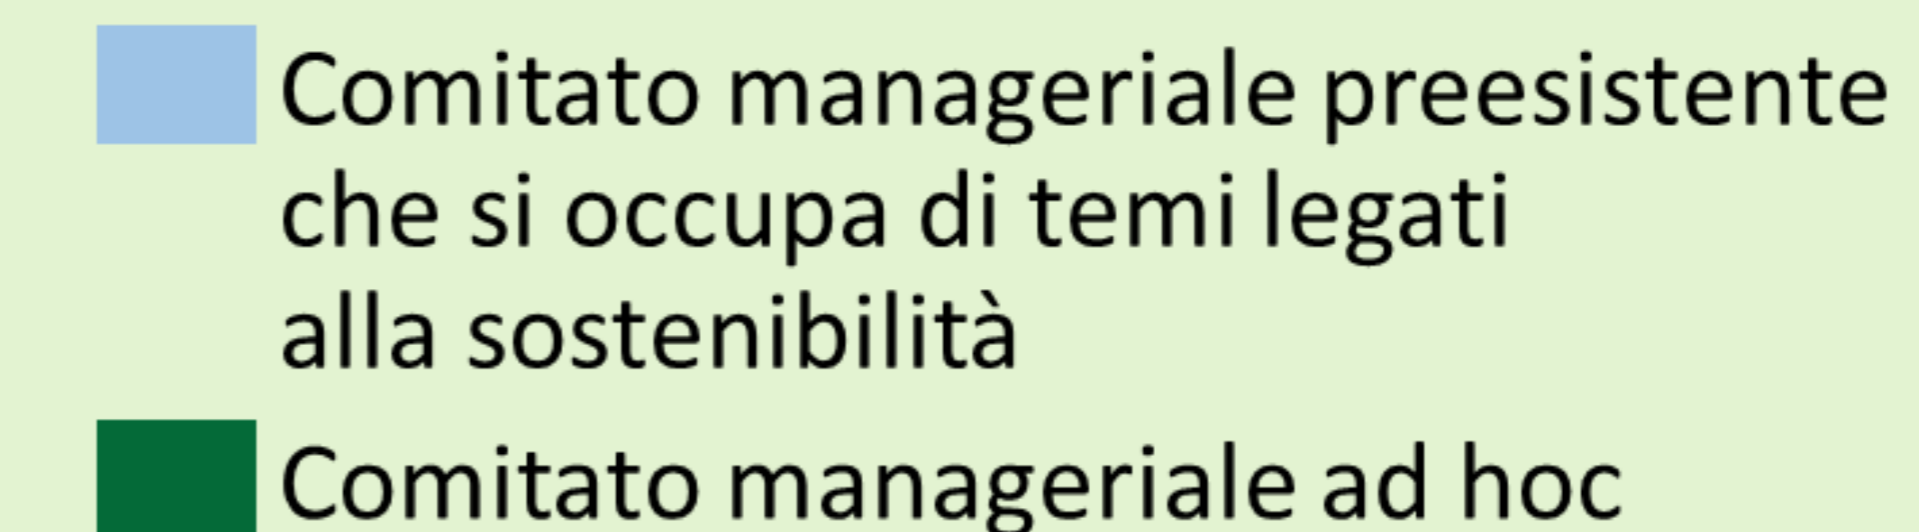 Comitato manageriale preesistente
che si occupa di temi legati
alla sostenibilità
Comitato manageriale ad hoc